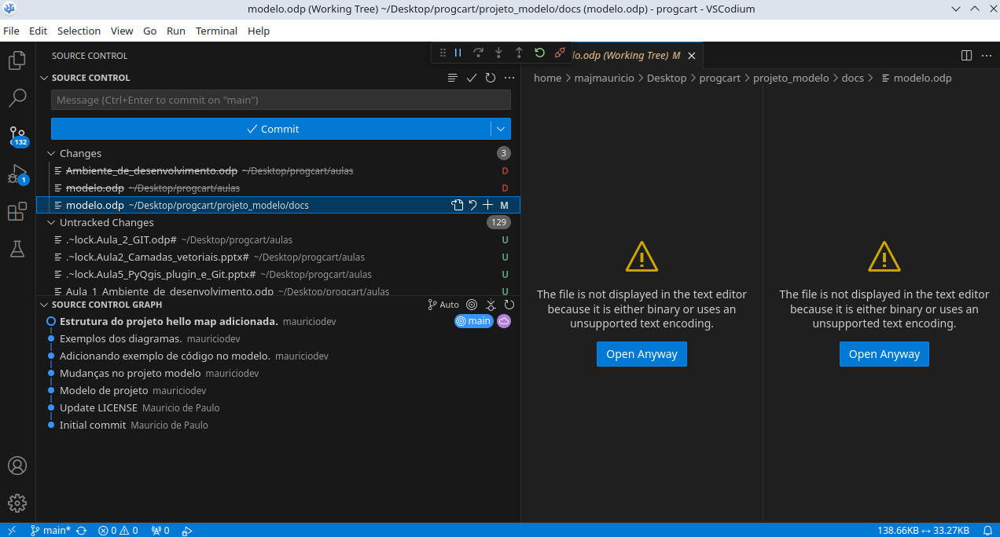 modelo.odp (Working Tree) ~/Desktop/progcart/projeto_modelo/docs (modelo.odp) - progcart - VSCodium
File Edit Selection View Go Run Terminal Help
SOURCE CONTROL
lo.odp (Working Tree) M
SOURCE CONTROL
home > majmauricio > Desktop > progcart > projeto_modelo > docs > modelo.odp
Message (Ctrl+Enter to commit on "main")
Commit
Changes 3
Ambiente_de_desenvolvimento.odp ~/Desktop/progcart/aulas D
modelo.odp ~/Desktop/progcart/aulas D
modelo.odp ~/Desktop/progcart/projeto_modelo/docs M
Untracked Changes 129
.~lock.Aula_2_GIT.odp# ~/Desktop/progcart/aulas U
.~lock.Aula2_Camadas_vetoriais.pptx# ~/Desktop/progcart/aulas U
.~lock.Aula5_PyQgis_plugin_e_Git.pptx# ~/Desktop/progcart/aulas U
Aula_1_Ambiente_de_desenvolvimento.odp ~/Desktop/progcart/aulas U
SOURCE CONTROL GRAPH Auto
Estrutura do projeto hello map adicionada. mauriciodev main
Exemplos dos diagramas. mauriciodev
Adicionando exemplo de código no modelo. mauriciodev
Mudanças no projeto modelo mauriciodev
Modelo de projeto mauriciodev
Update LICENSE Mauricio de Paulo
Initial commit Mauricio de Paulo
132
1
The file is not displayed in the text editor
because it is either binary or uses an
unsupported text encoding.
Open Anyway
The file is not displayed in the text editor
because it is either binary or uses an
unsupported text encoding.
Open Anyway
main* 0 0 0 138.66KB ↔ 33.27KB